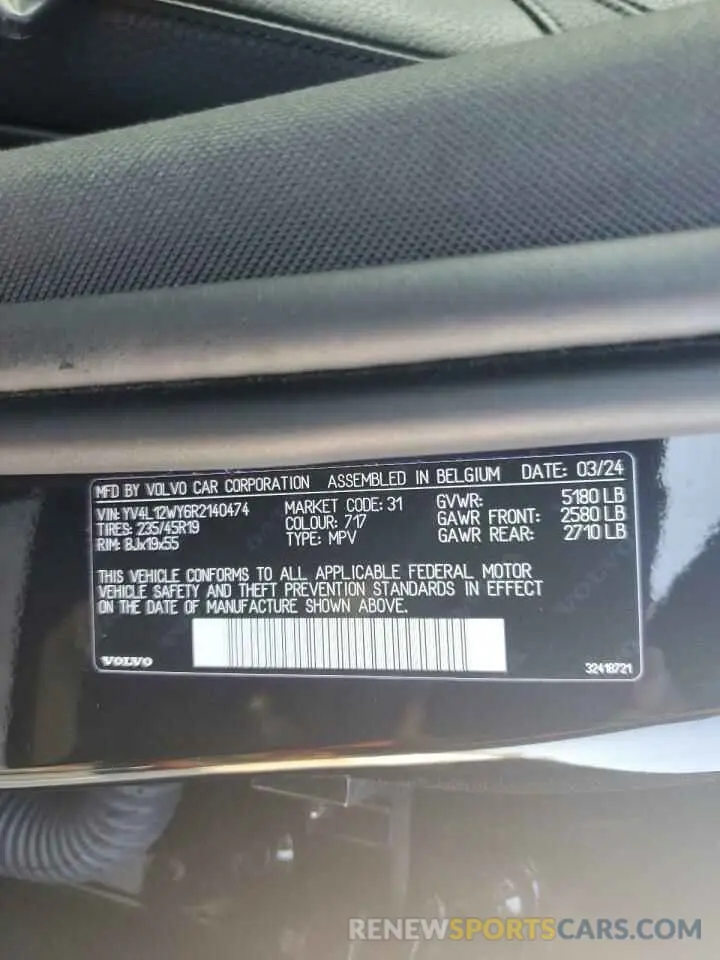 MFD BY VOLVO CAR CORPORATION ASSEMBLED IN BELGIUM DATE: 03/24
VIN: YV4L12WY6R2140474 MARKET CODE: 31 GVWR: 5180 LB
TIRES: 235/45R19 COLOUR: 717 GAWR FRONT: 2580 LB
RIM: 8Jx19x55 TYPE: MPV GAWR REAR: 2710 LB
THIS VEHICLE CONFORMS TO ALL APPLICABLE FEDERAL MOTOR
VEHICLE SAFETY AND THEFT PREVENTION STANDARDS IN EFFECT
ON THE DATE OF MANUFACTURE SHOWN ABOVE.
VOLVO 32418721
RENEWSPORTSCARS.COM